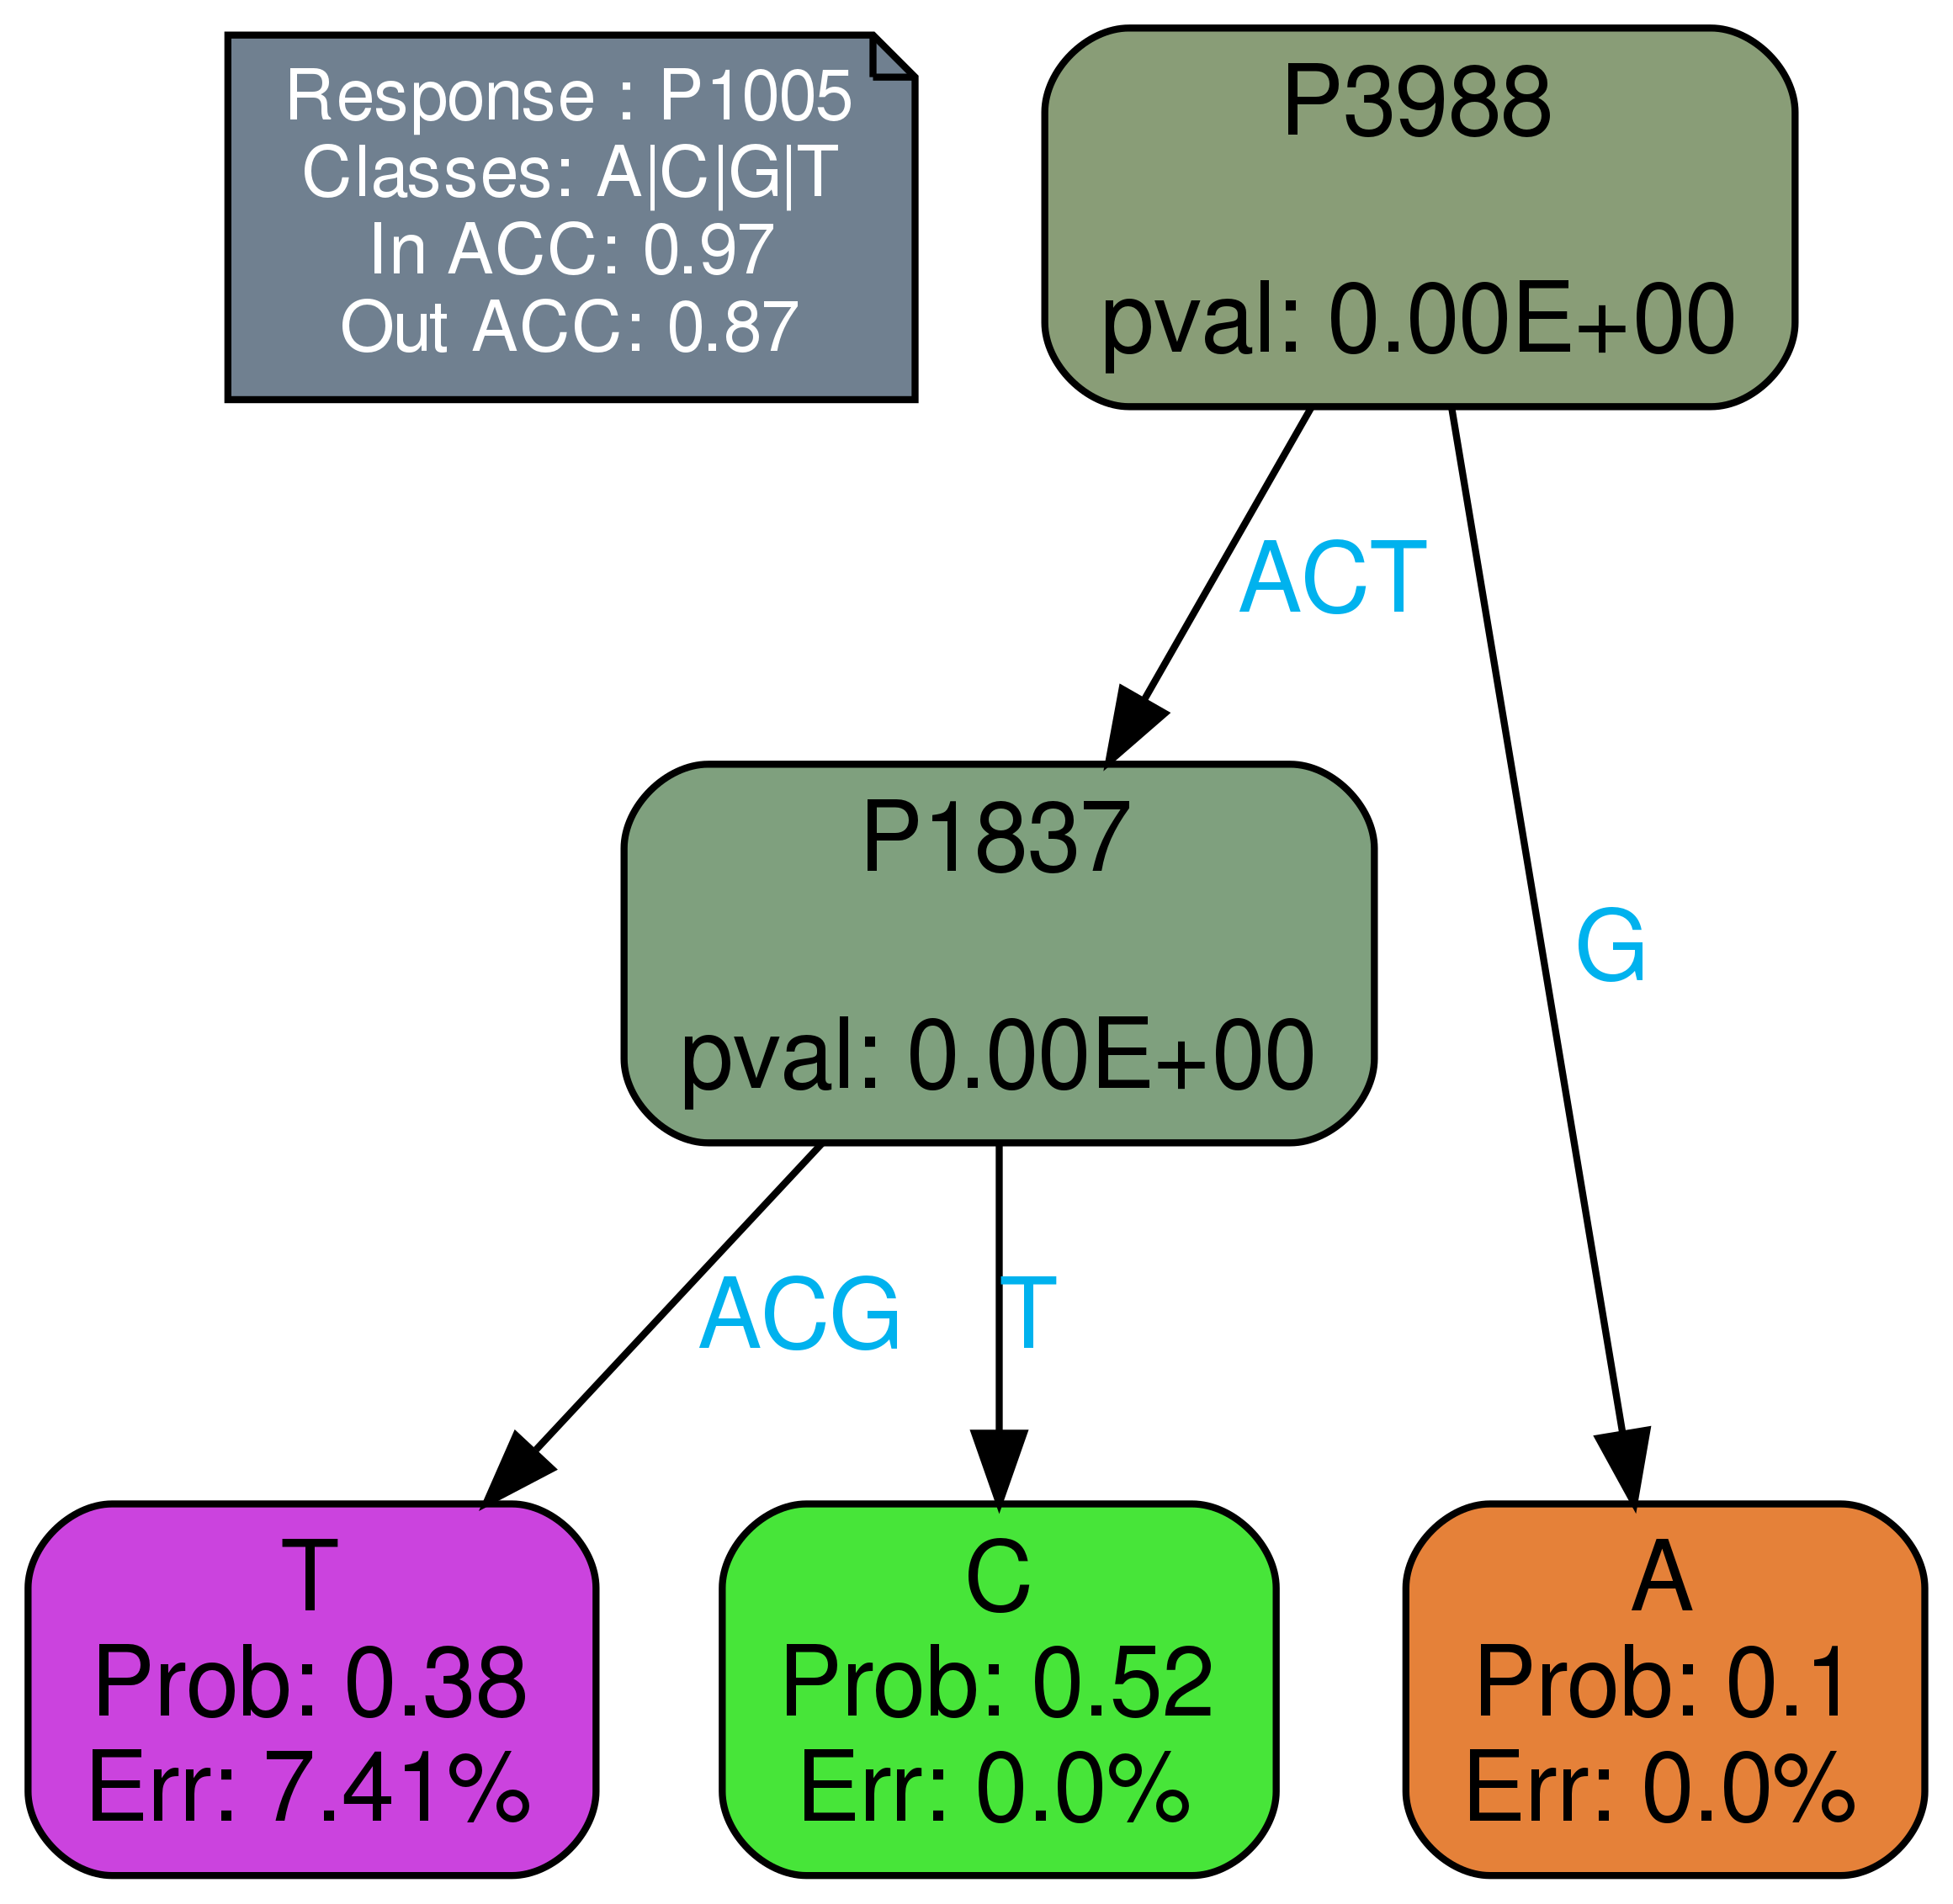 Response : P1005
Classes: A|C|G|T
In ACC: 0.97
Out ACC: 0.87
P3988
pval: 0.00E+00
ACT
G
P1837
pval: 0.00E+00
ACG
T
T
Prob: 0.38
Err: 7.41%
C
Prob: 0.52
Err: 0.0%
A
Prob: 0.1
Err: 0.0%